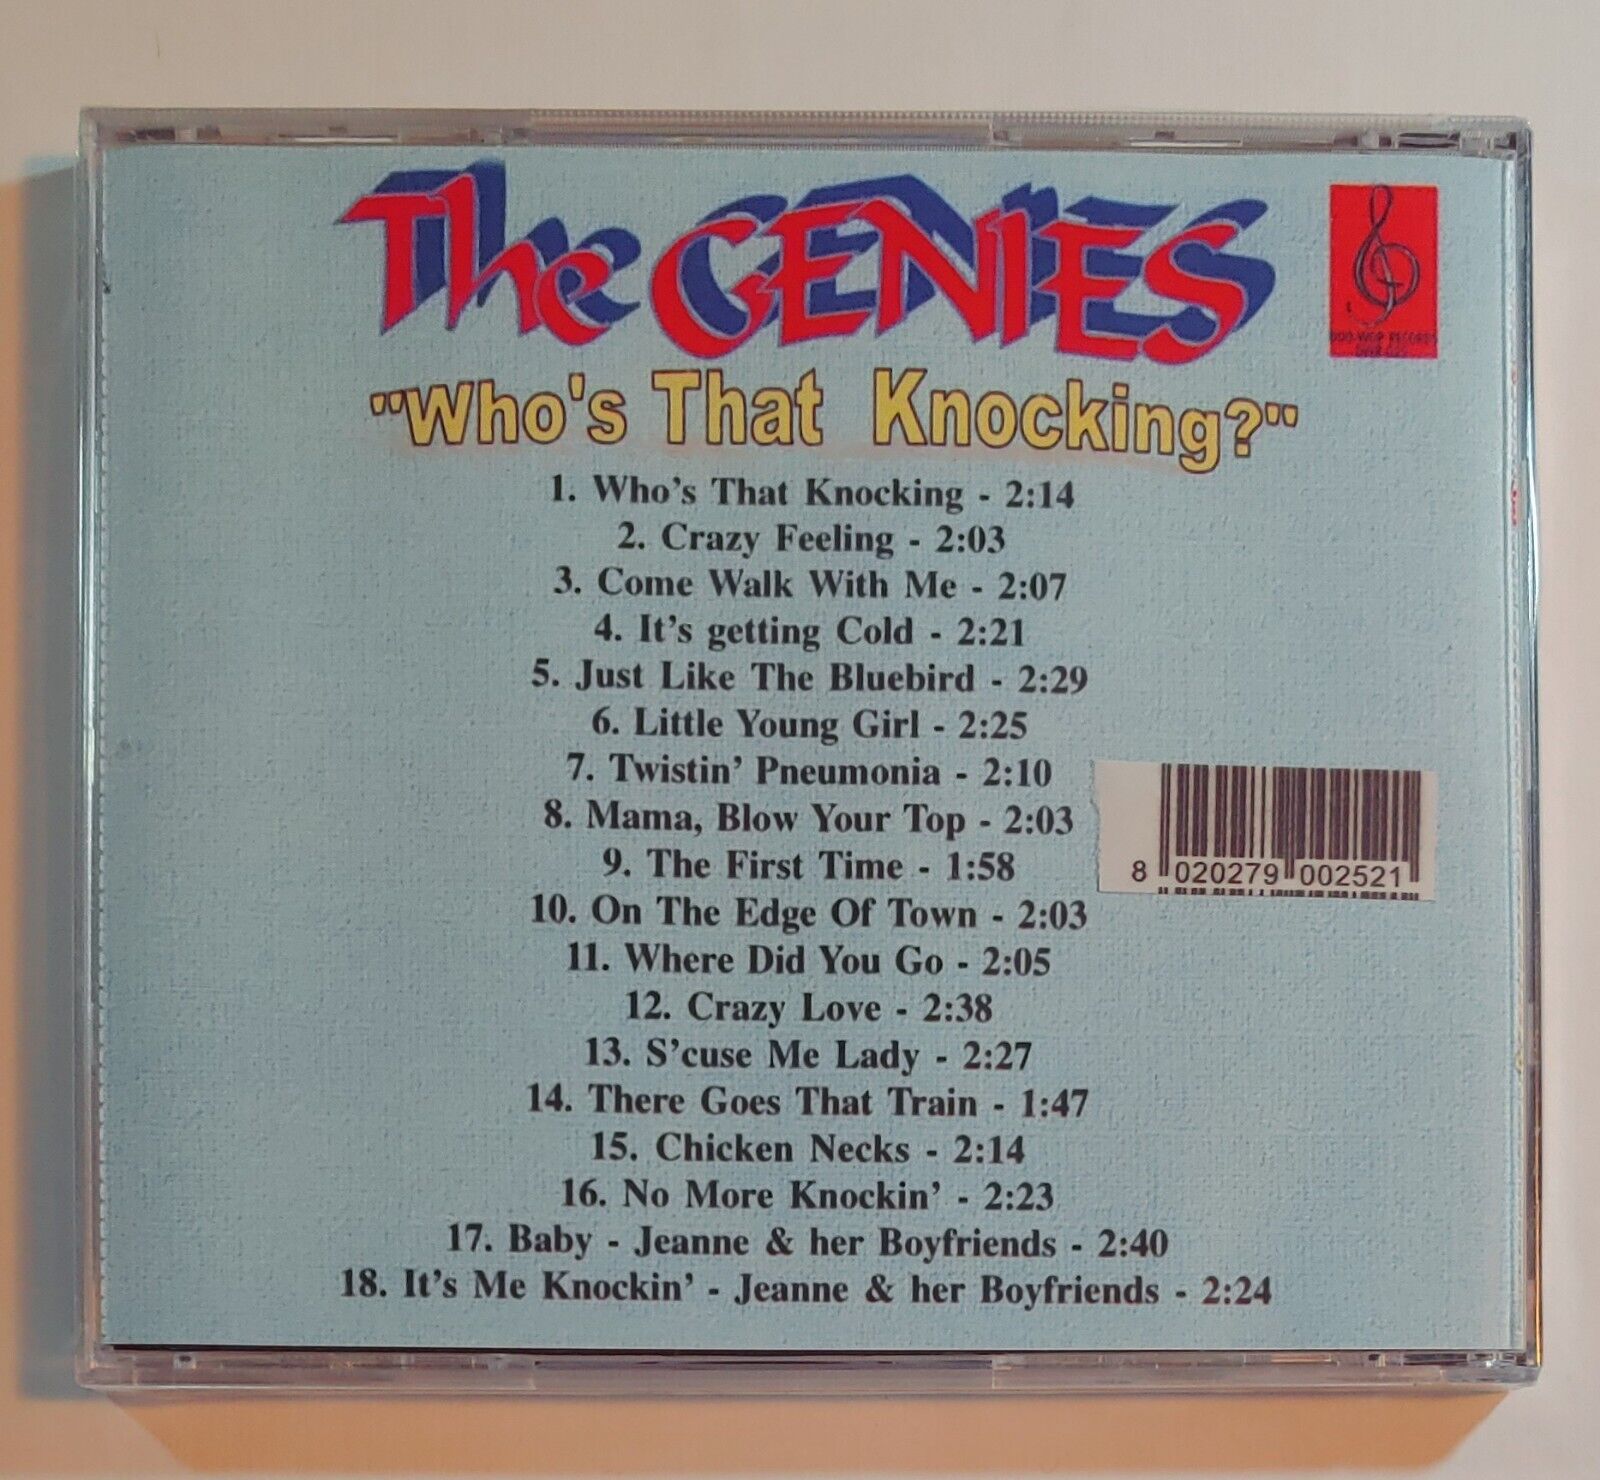 The GENIES
"Who's That Knocking?"
DOO-WOP RECORDS
1. Who's That Knocking - 2:14
2. Crazy Feeling - 2:03
3. Come Walk With Me - 2:07
4. It's getting Cold - 2:21
5. Just Like The Bluebird - 2:29
6. Little Young Girl - 2:25
7. Twistin' Pneumonia - 2:10
8. Mama, Blow Your Top - 2:03
9. The First Time - 1:58
10. On The Edge Of Town - 2:03
11. Where Did You Go - 2:05
12. Crazy Love - 2:38
13. S'cuse Me Lady - 2:27
14. There Goes That Train - 1:47
15. Chicken Necks - 2:14
16. No More Knockin' - 2:23
17. Baby - Jeanne & her Boyfriends - 2:40
18. It's Me Knockin' - Jeanne & her Boyfriends - 2:24
8 020279 002521